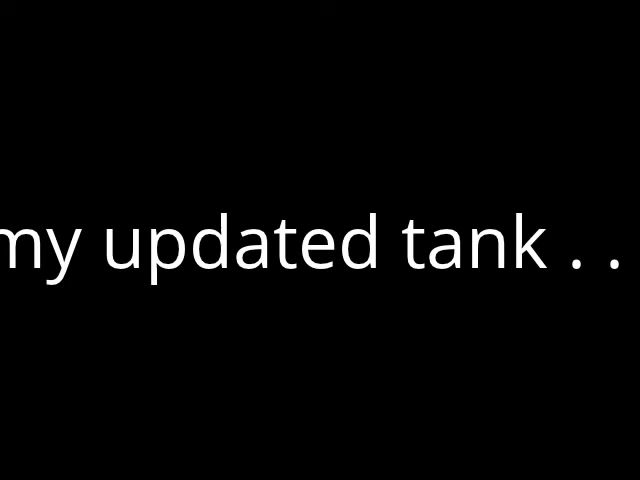 my updated tank . .